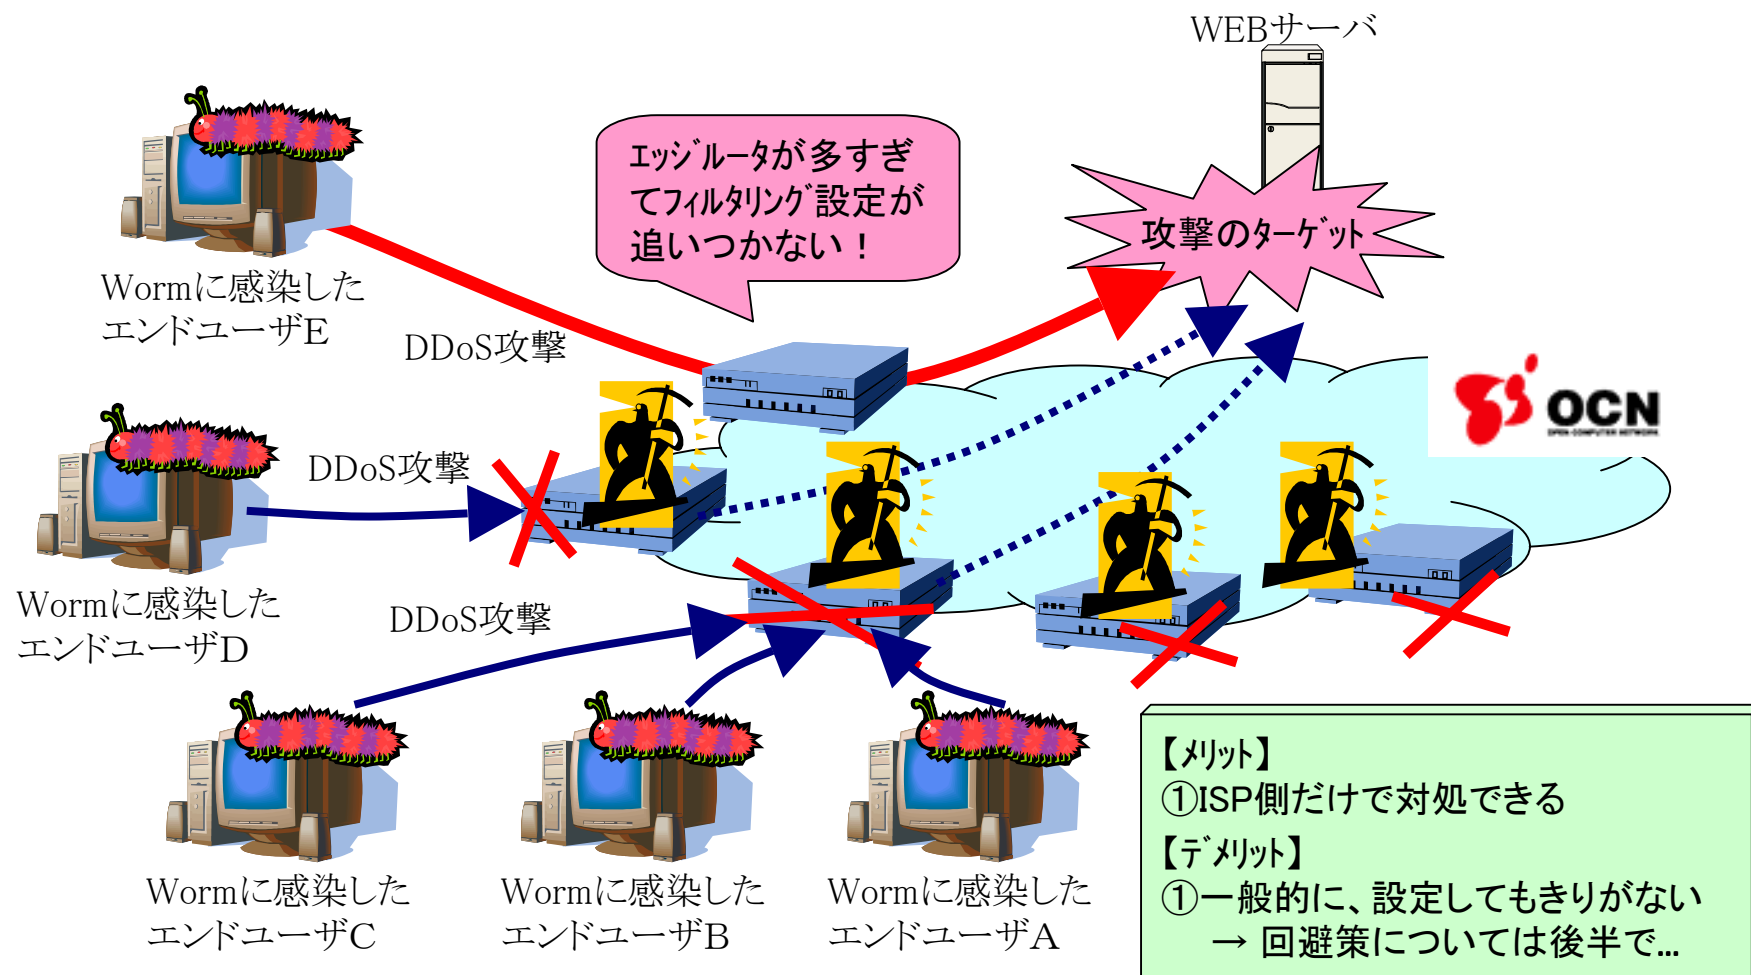 WEBサーバ
エッジルータが多すぎ
てフィルタリング設定が
追いつかない！
攻撃のターゲット
Wormに感染した
エンドユーザE
DDoS攻撃
OCN
OPEN COMPUTER NETWORK
DDoS攻撃
Wormに感染した
エンドユーザD
DDoS攻撃
Wormに感染した
エンドユーザC
Wormに感染した
エンドユーザB
Wormに感染した
エンドユーザA
【メリット】
①ISP側だけで対処できる
【デメリット】
①一般的に、設定してもきりがない
→ 回避策については後半で...